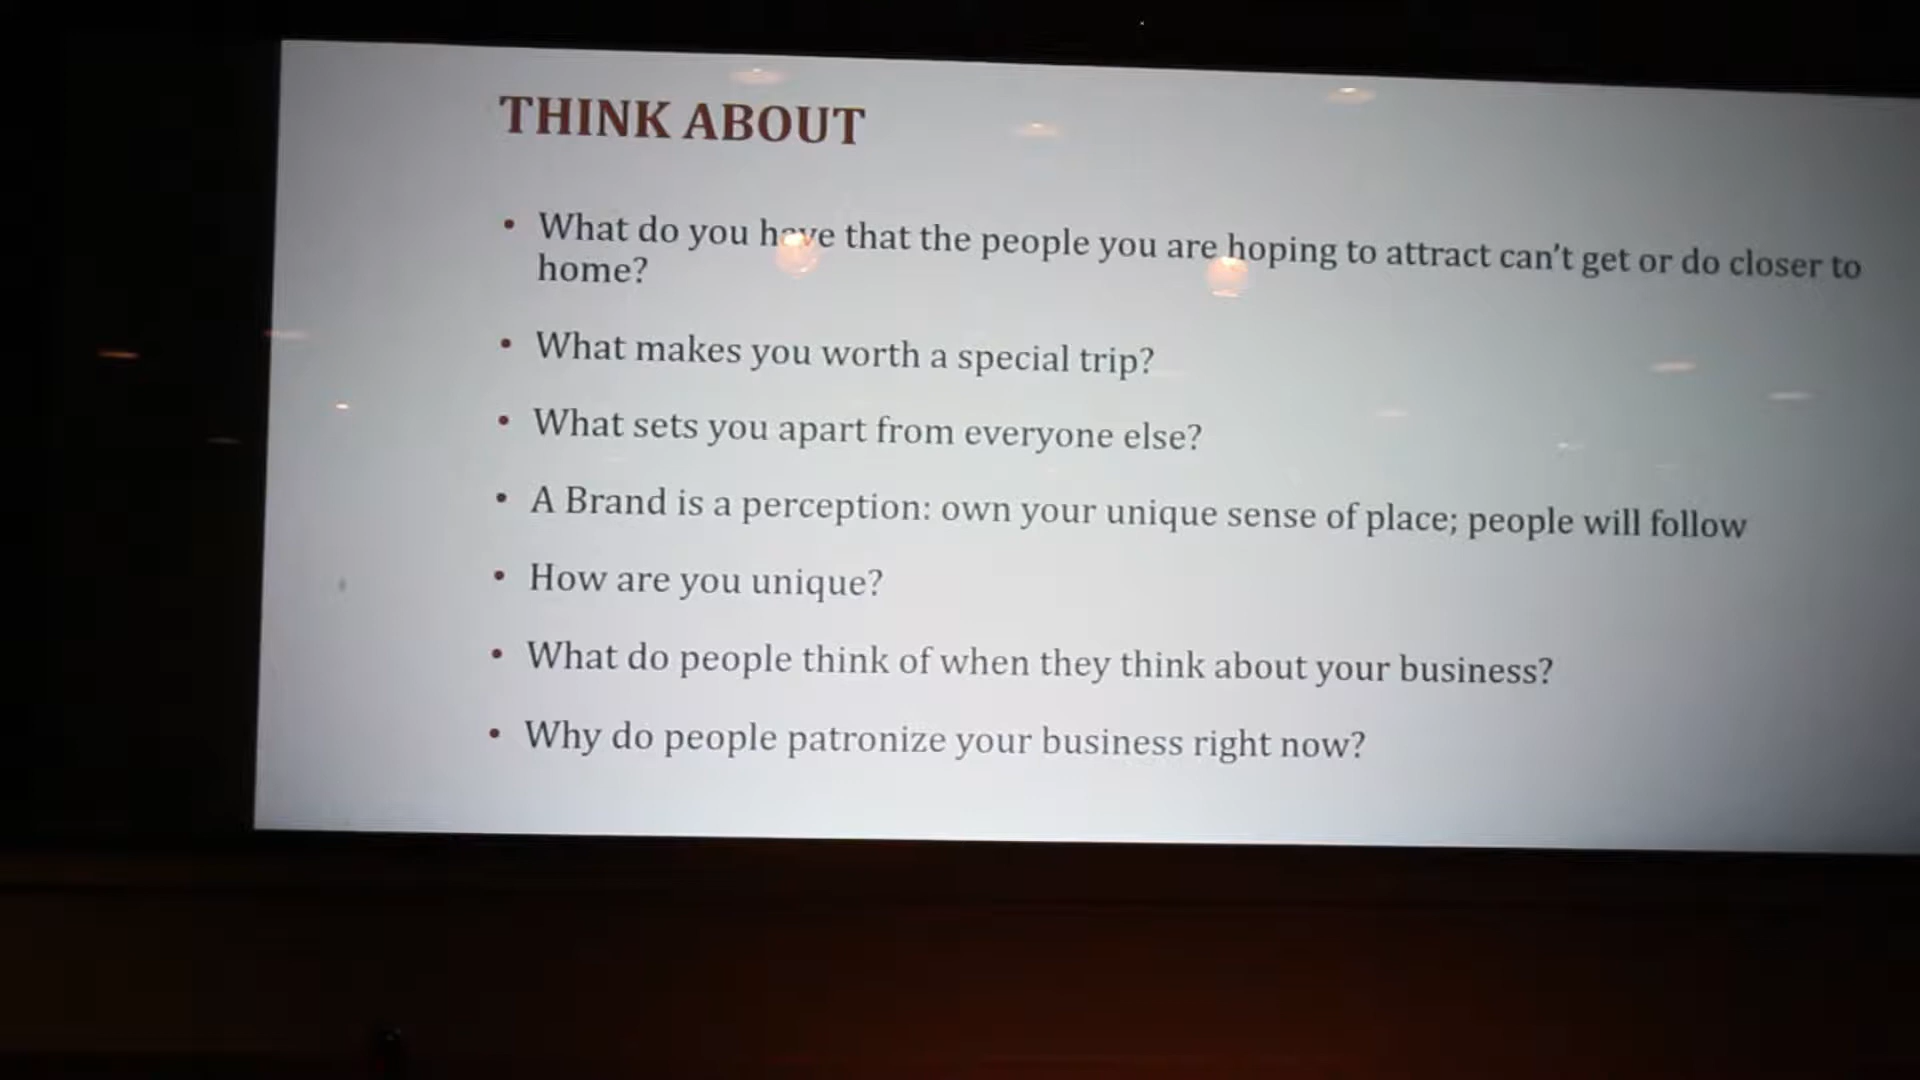 THINK ABOUT
• What do you have that the people you are hoping to attract can't get or do closer to
home?
• What makes you worth a special trip?
• What sets you apart from everyone else?
• A Brand is a perception: own your unique sense of place; people will follow
• How are you unique?
• What do people think of when they think about your business?
• Why do people patronize your business right now?